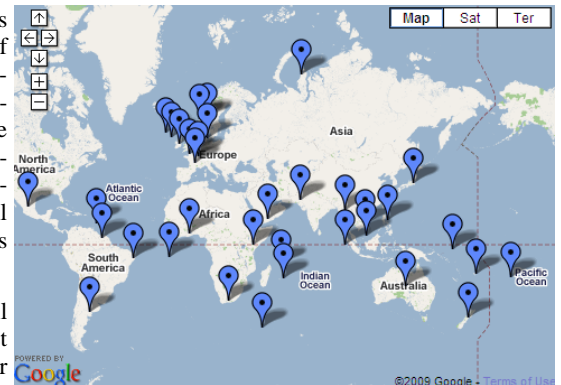 s
f
-
-
e
-
-
l
s
l
t
r
Map Sat Ter
Asia
Europe
North
America
Atlantic
Ocean
Africa
South
America
Indian
Ocean
Australia
Pacific
Ocean
POWERED BY
Google
©2009 Google - Terms of Use